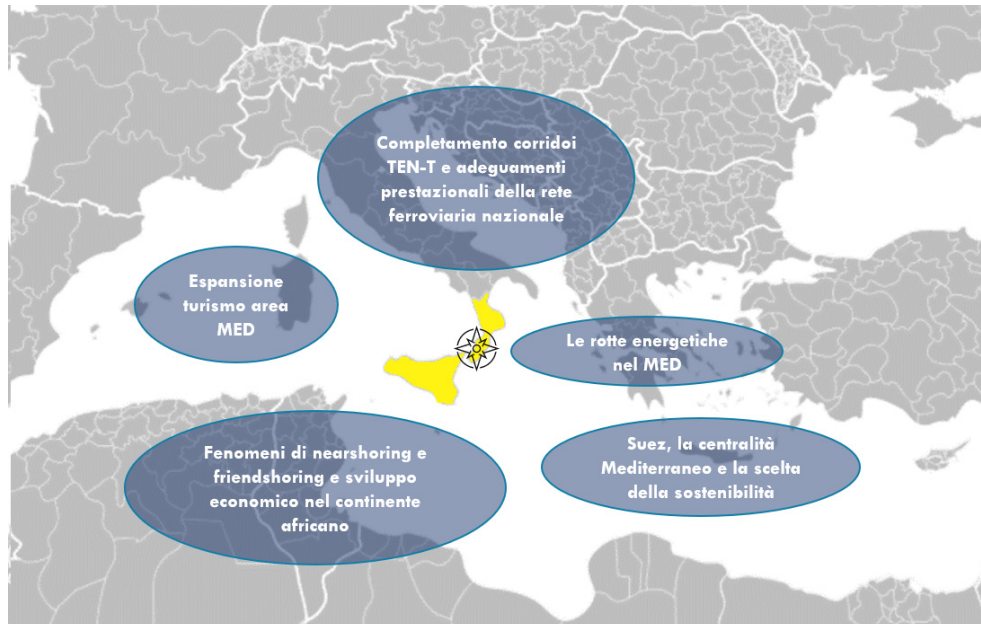 Completamento corridoi
TEN-T e adeguamenti
prestazionali della rete
ferroviaria nazionale
Espansione
turismo area
MED
Le rotte energetiche
nel MED
Fenomeni di nearshoring e
friendshoring e sviluppo
economico nel continente
africano
Suez, la centralità
Mediterraneo e la scelta
della sostenibilità